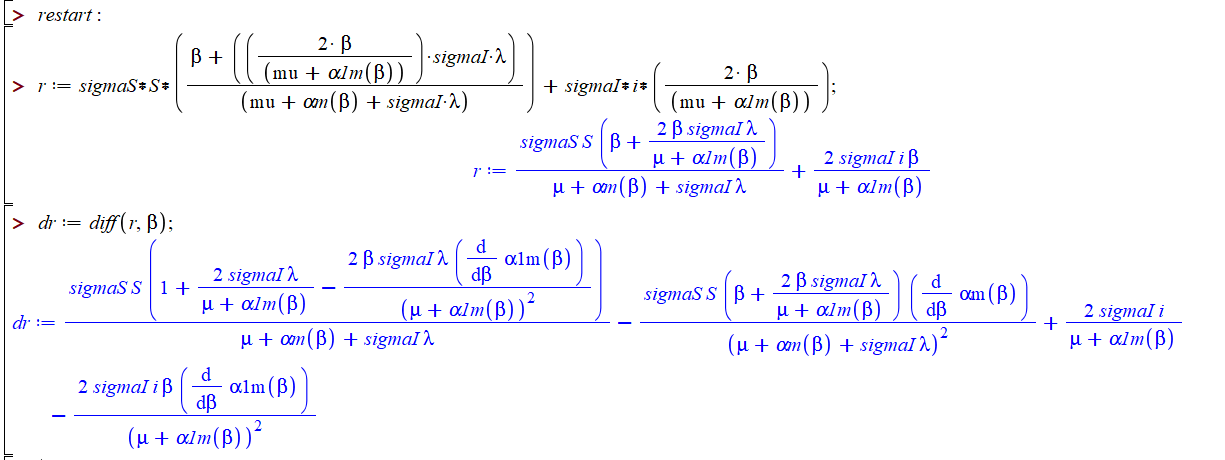 > restart :
> r := sigmaS*S*( (β + ((2·β/(mu + α1m(β)))·sigmaI·λ)) / (mu + αm(β) + sigmaI·λ) ) + sigmaI*i*( 2·β/(mu + α1m(β)) );
r := sigmaS S (β + 2 β sigmaI λ/(μ + α1m(β))) / (μ + αm(β) + sigmaI λ) + 2 sigmaI i β/(μ + α1m(β))
> dr := diff(r, β);
dr := sigmaS S (1 + 2 sigmaI λ/(μ + α1m(β)) − 2 β sigmaI λ (d/dβ α1m(β))/(μ + α1m(β))²) / (μ + αm(β) + sigmaI λ) − sigmaS S (β + 2 β sigmaI λ/(μ + α1m(β))) (d/dβ αm(β)) / (μ + αm(β) + sigmaI λ)² + 2 sigmaI i/(μ + α1m(β))
− 2 sigmaI i β (d/dβ α1m(β)) / (μ + α1m(β))²